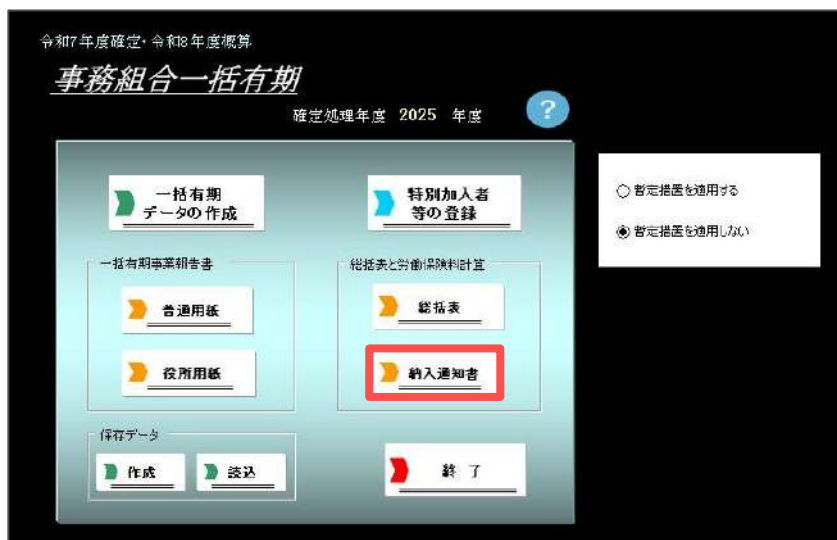 令和7年度確定・令和8年度概算
事務組合一括有期
確定処理年度 2025 年度
?
一括有期
データの作成
特別加入者
等の登録
暫定措置を適用する
暫定措置を適用しない
一括有期事業報告書
総括表と労働保険料計算
普通用紙
総括表
役所用紙
納入通知書
保存データ
作成
読込
終 了